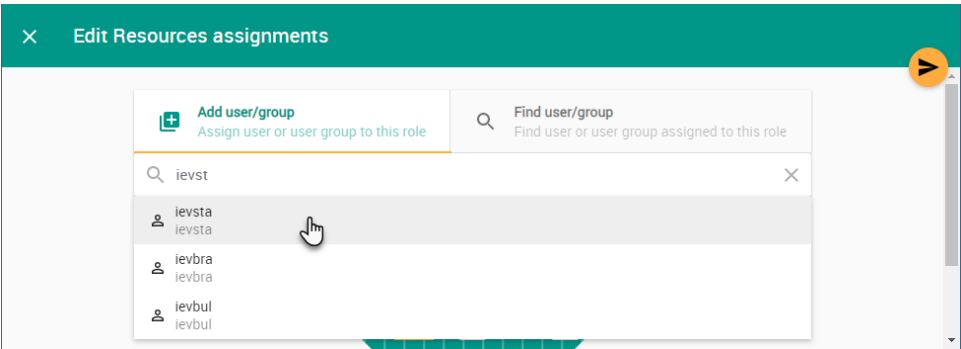 Edit Resources assignments
Add user/group
Assign user or user group to this role
Find user/group
Find user or user group assigned to this role
ievst
ievsta
ievsta
ievbra
ievbra
ievbul
ievbul